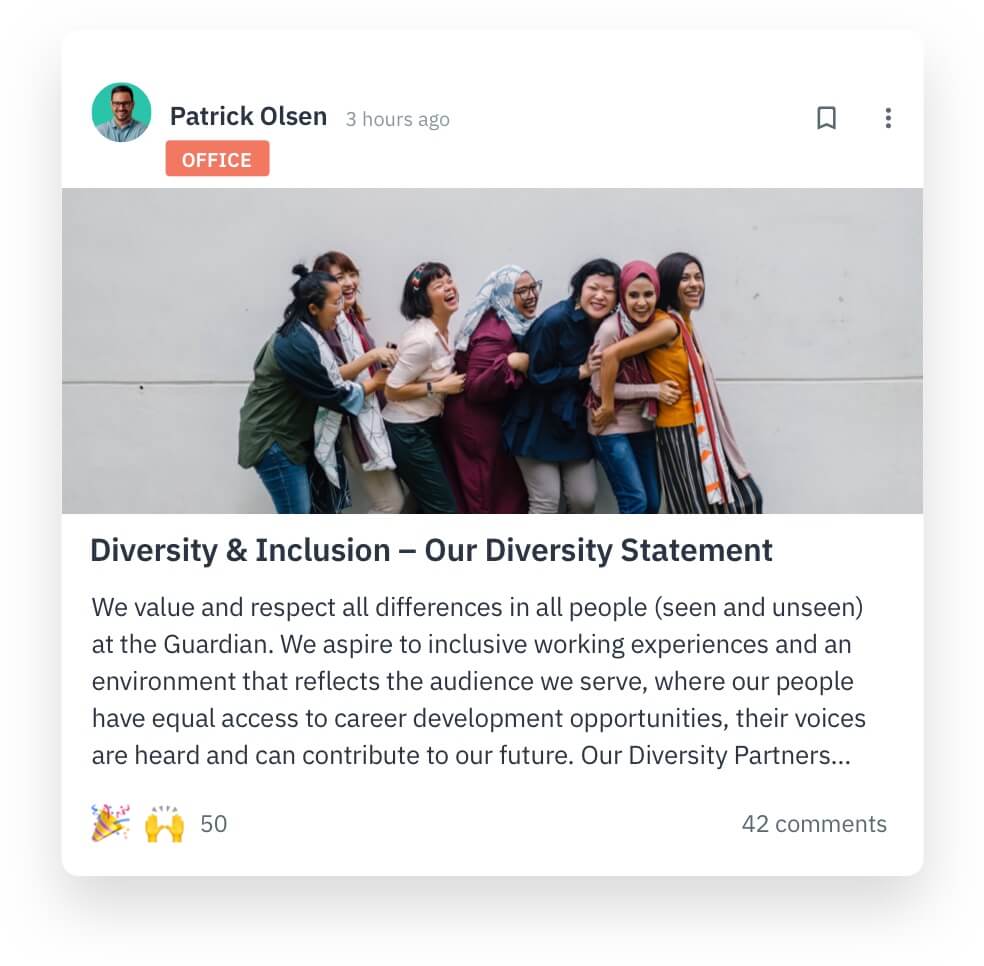 Patrick Olsen 3 hours ago
OFFICE
Diversity & Inclusion – Our Diversity Statement
We value and respect all differences in all people (seen and unseen)
at the Guardian. We aspire to inclusive working experiences and an
environment that reflects the audience we serve, where our people
have equal access to career development opportunities, their voices
are heard and can contribute to our future. Our Diversity Partners...
50 42 comments